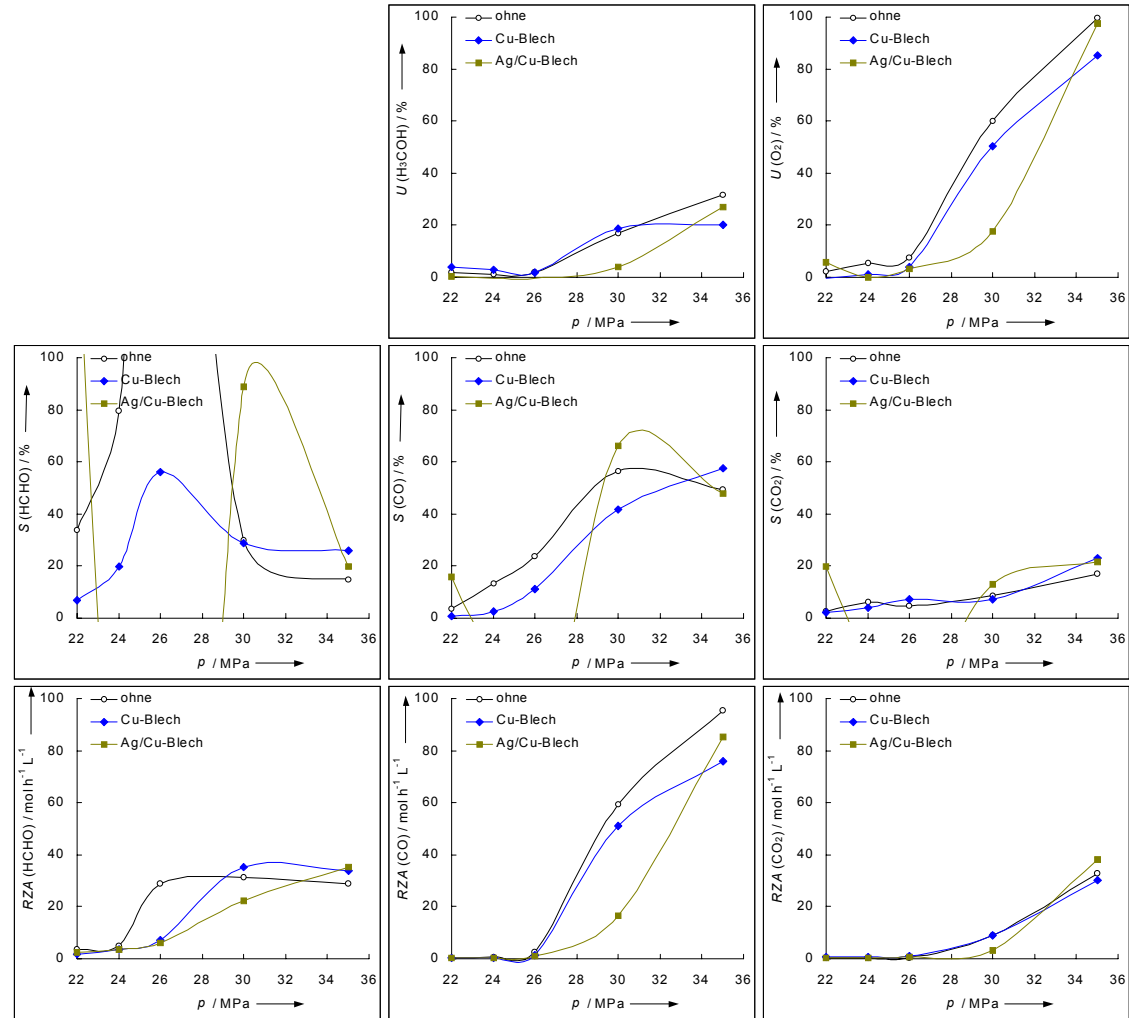 100
80
60
40
20
0
22 24 26 28 30 32 34 36
U (H₃COH) / %
p / MPa
ohne
Cu-Blech
Ag/Cu-Blech
100
80
60
40
20
0
22 24 26 28 30 32 34 36
U (O₂) / %
p / MPa
ohne
Cu-Blech
Ag/Cu-Blech
100
80
60
40
20
0
22 24 26 28 30 32 34 36
S (HCHO) / %
p / MPa
ohne
Cu-Blech
Ag/Cu-Blech
100
80
60
40
20
0
22 24 26 28 30 32 34 36
S (CO) / %
p / MPa
ohne
Cu-Blech
Ag/Cu-Blech
100
80
60
40
20
0
22 24 26 28 30 32 34 36
S (CO₂) / %
p / MPa
ohne
Cu-Blech
Ag/Cu-Blech
100
80
60
40
20
0
22 24 26 28 30 32 34 36
RZA (HCHO) / mol h⁻¹ L⁻¹
p / MPa
ohne
Cu-Blech
Ag/Cu-Blech
100
80
60
40
20
0
22 24 26 28 30 32 34 36
RZA (CO) / mol h⁻¹ L⁻¹
p / MPa
ohne
Cu-Blech
Ag/Cu-Blech
100
80
60
40
20
0
22 24 26 28 30 32 34 36
RZA (CO₂) / mol h⁻¹ L⁻¹
p / MPa
ohne
Cu-Blech
Ag/Cu-Blech